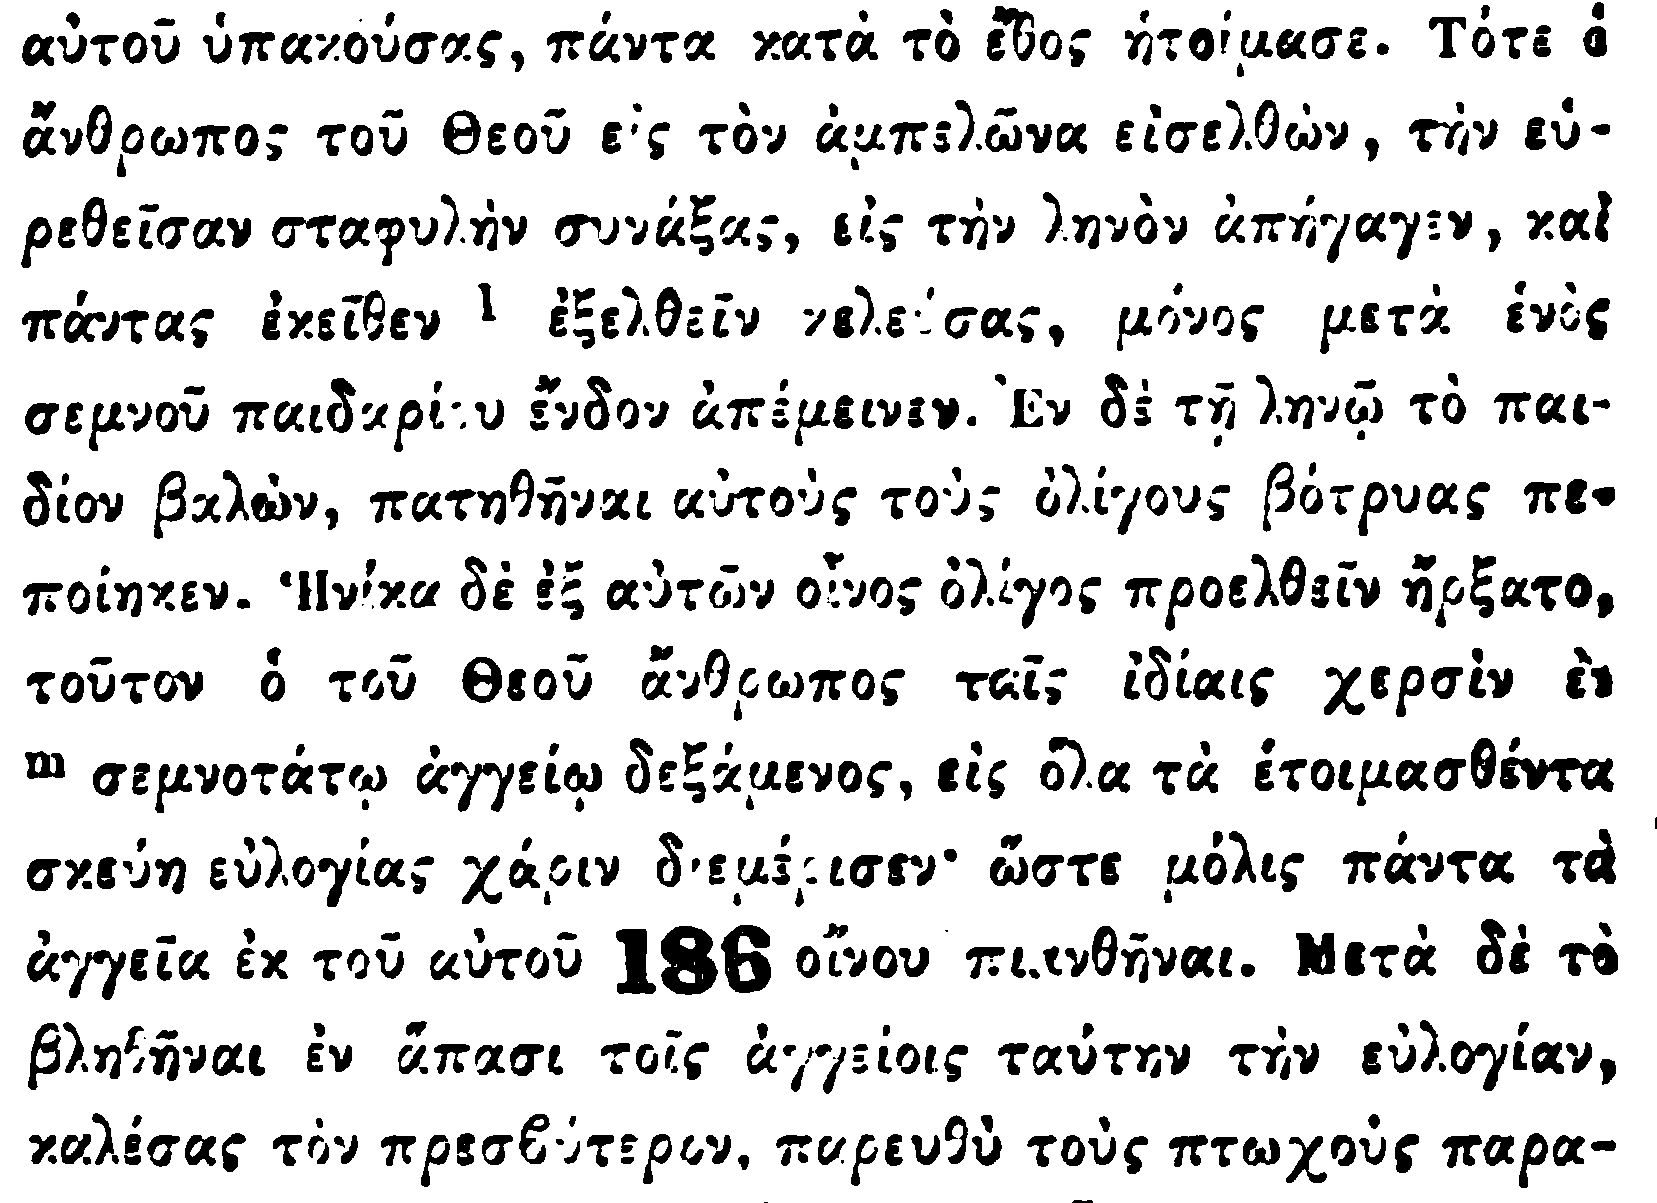 αὐτοῦ ὑπακούσας, πάντα κατὰ τὸ ἔθος ἡτοίμασε. Τότε ὁ
ἄνθρωπος τοῦ Θεοῦ εἰς τὸν ἀμπελῶνα εἰσελθὼν, τὴν εὑ-
ρεθεῖσαν σταφυλὴν συνάξας, εἰς τὴν ληνὸν ἀπήγαγεν, καὶ
πάντας ἐκεῖθεν l ἐξελθεῖν κελεύσας, μόνος μετὰ ἑνὸς
σεμνοῦ παιδαρίου ἔνδον ἀπέμεινεν. Ἐν δὲ τῇ ληνῷ τὸ παι-
δίον βαλὼν, πατηθῆναι αὐτοὺς τοὺς ὀλίγους βότρυας πε-
ποίηκεν. Ἡνίκα δὲ ἐξ αὐτῶν οἶνος ὀλίγος προελθεῖν ἤρξατο,
τοῦτον ὁ τοῦ Θεοῦ ἄνθρωπος ταῖς ἰδίαις χερσὶν ἐν
m σεμνοτάτῳ ἀγγείῳ δεξάμενος, εἰς ὅλα τὰ ἑτοιμασθέντα
σκεύη εὐλογίας χάριν διεμέρισεν· ὥστε μόλις πάντα τὰ
ἀγγεῖα ἐκ τοῦ αὐτοῦ 186 οἴνου πιανθῆναι. Μετὰ δὲ τὸ
βληθῆναι ἐν ἅπασι τοῖς ἀγγείοις ταύτην τὴν εὐλογίαν,
καλέσας τὸν πρεσβύτερον, παρευθὺ τοὺς πτωχοὺς παρα-